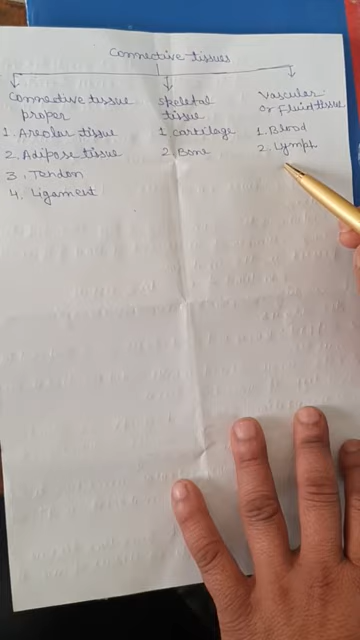 Connective tissues
Connective tissue
proper
1. Areolar tissue
2. Adipose tissue
3. Tendon
4. Ligament
Skeletal
tissue
1. cartilage
2. Bone
Vascular
or Fluid tissue
1. Blood
2. Lymph